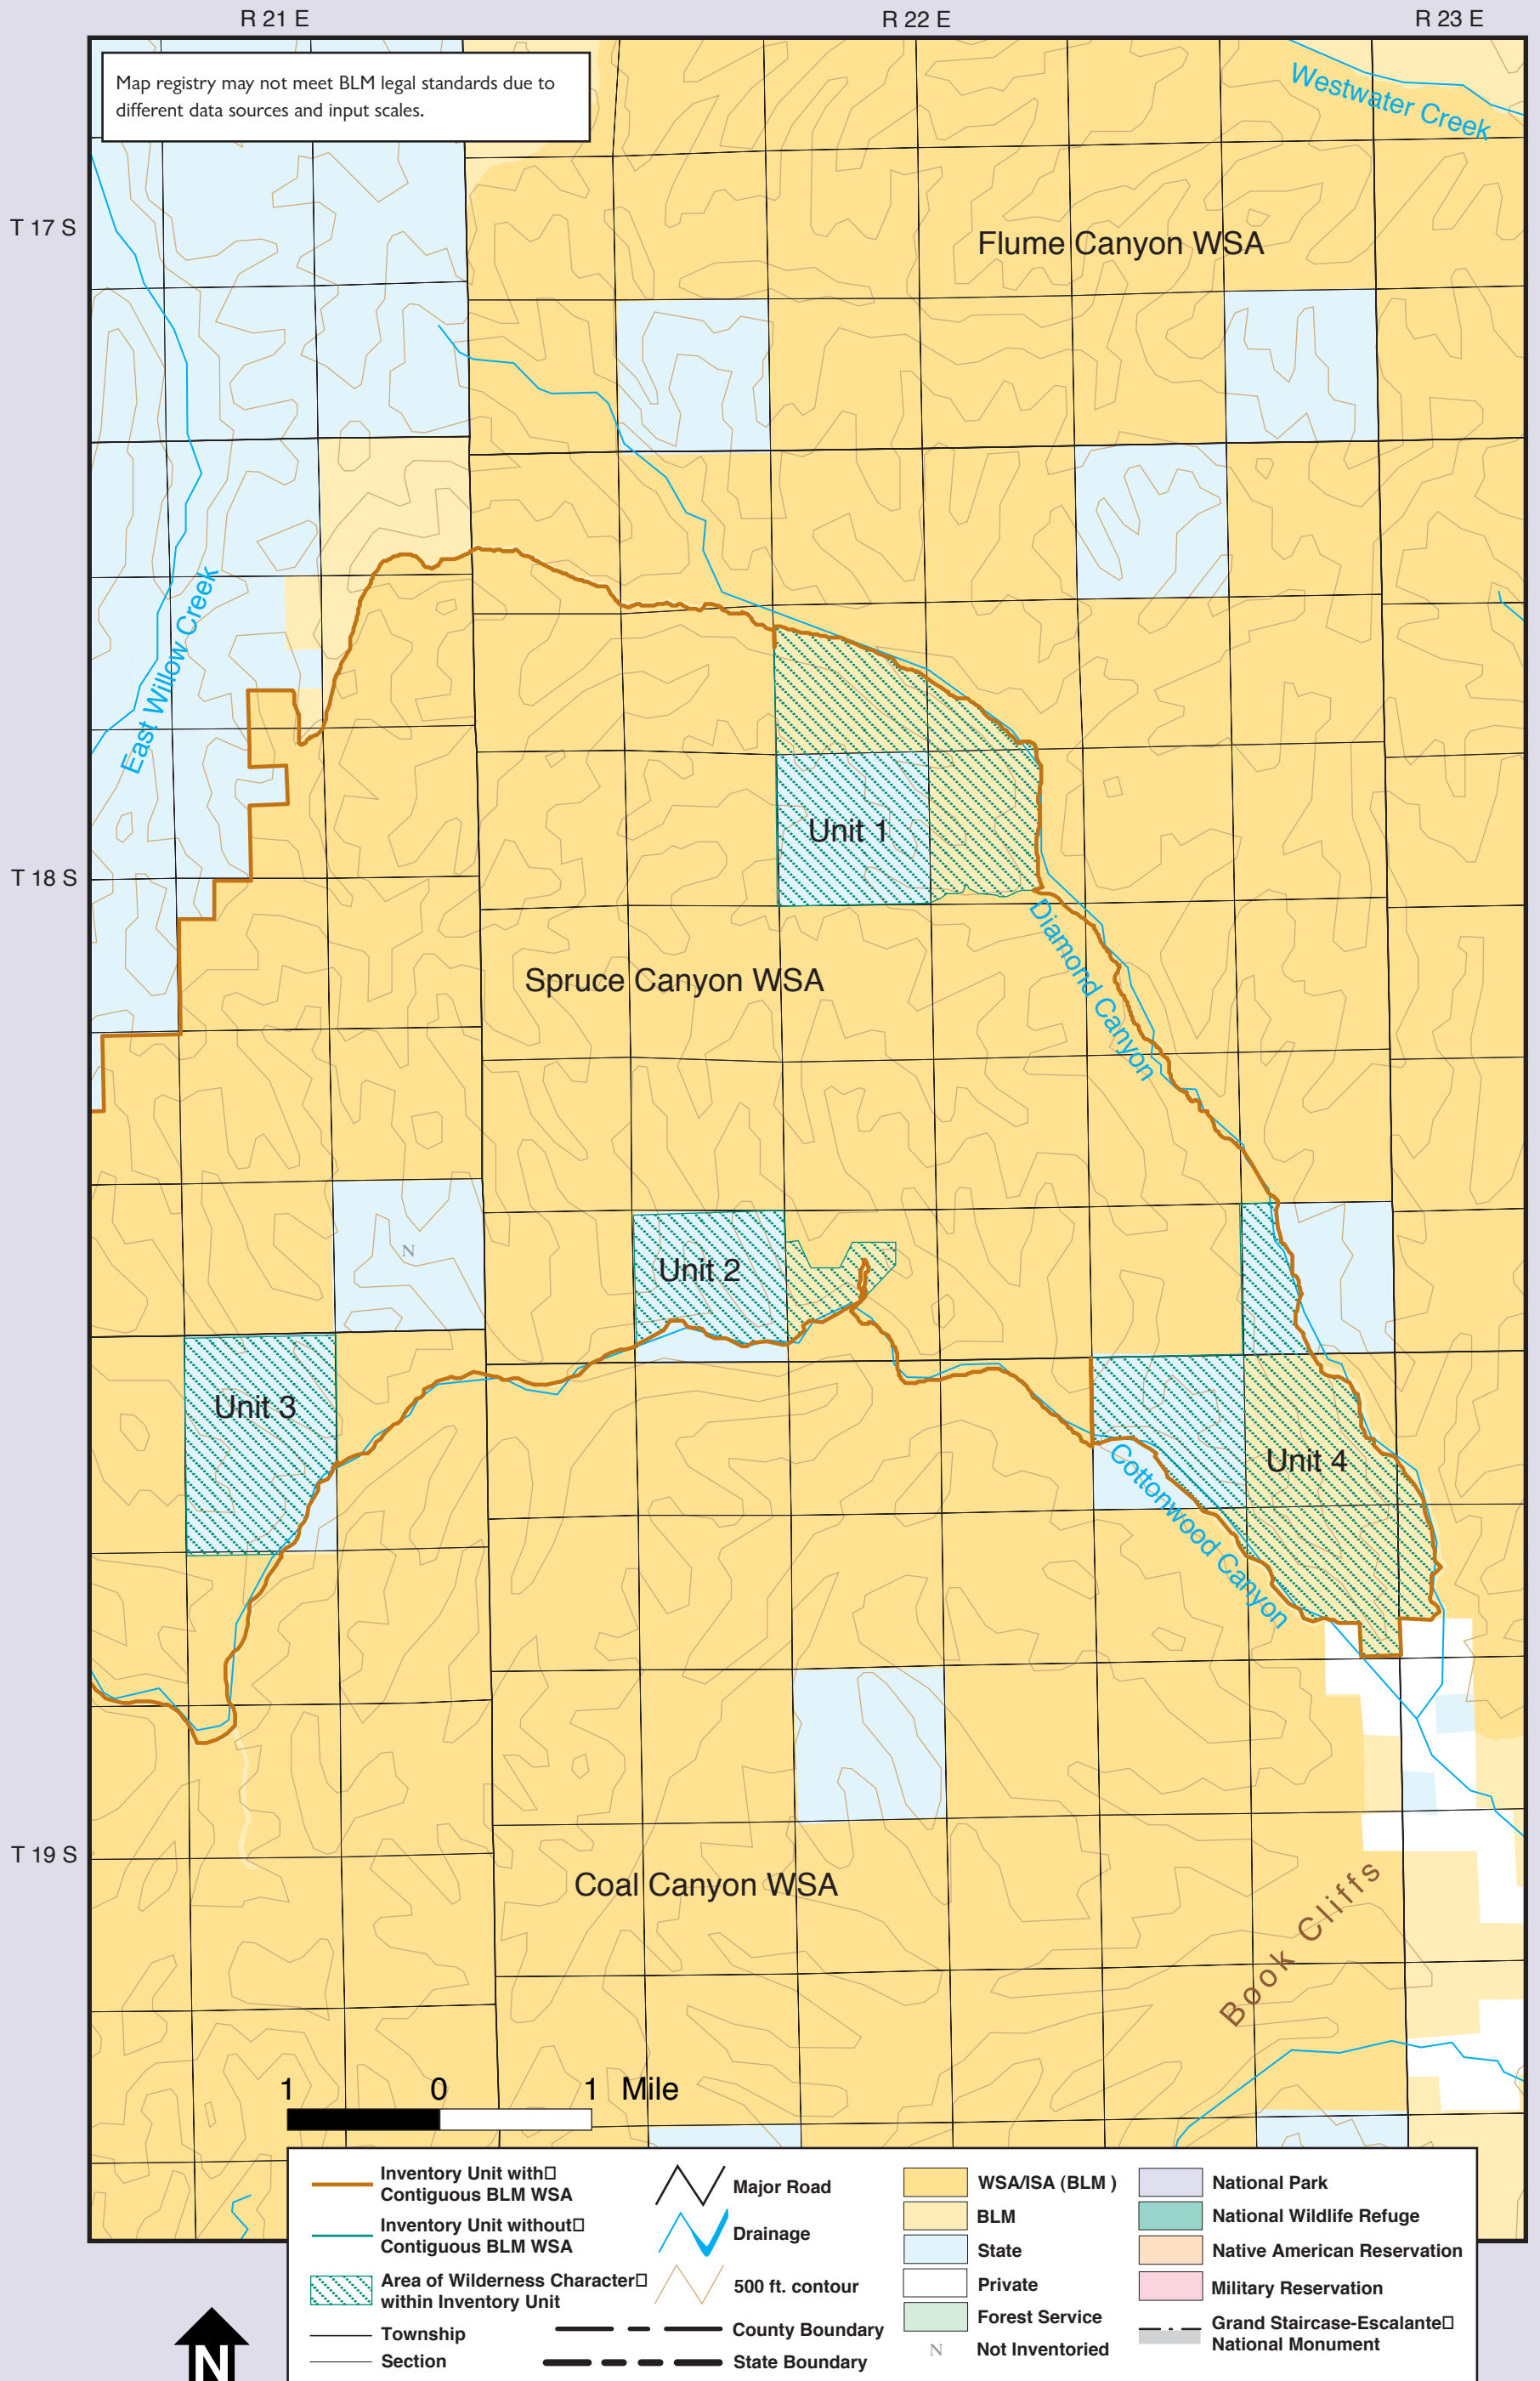 R 21 E
R 22 E
R 23 E
Map registry may not meet BLM legal standards due to
different data sources and input scales.
Westwater Creek
T 17 S
Flume Canyon WSA
East Willow Creek
Unit 1
T 18 S
Diamond Canyon
Spruce Canyon WSA
N
Unit 2
Unit 3
Unit 4
Cottonwood Canyon
T 19 S
Coal Canyon WSA
Book Cliffs
1 0 1 Mile
Inventory Unit with□
Contiguous BLM WSA
Inventory Unit without□
Contiguous BLM WSA
Area of Wilderness Character□
within Inventory Unit
Township
Section
Major Road
Drainage
500 ft. contour
County Boundary
State Boundary
WSA/ISA (BLM )
BLM
State
Private
Forest Service
N Not Inventoried
National Park
National Wildlife Refuge
Native American Reservation
Military Reservation
Grand Staircase-Escalante□
National Monument
N